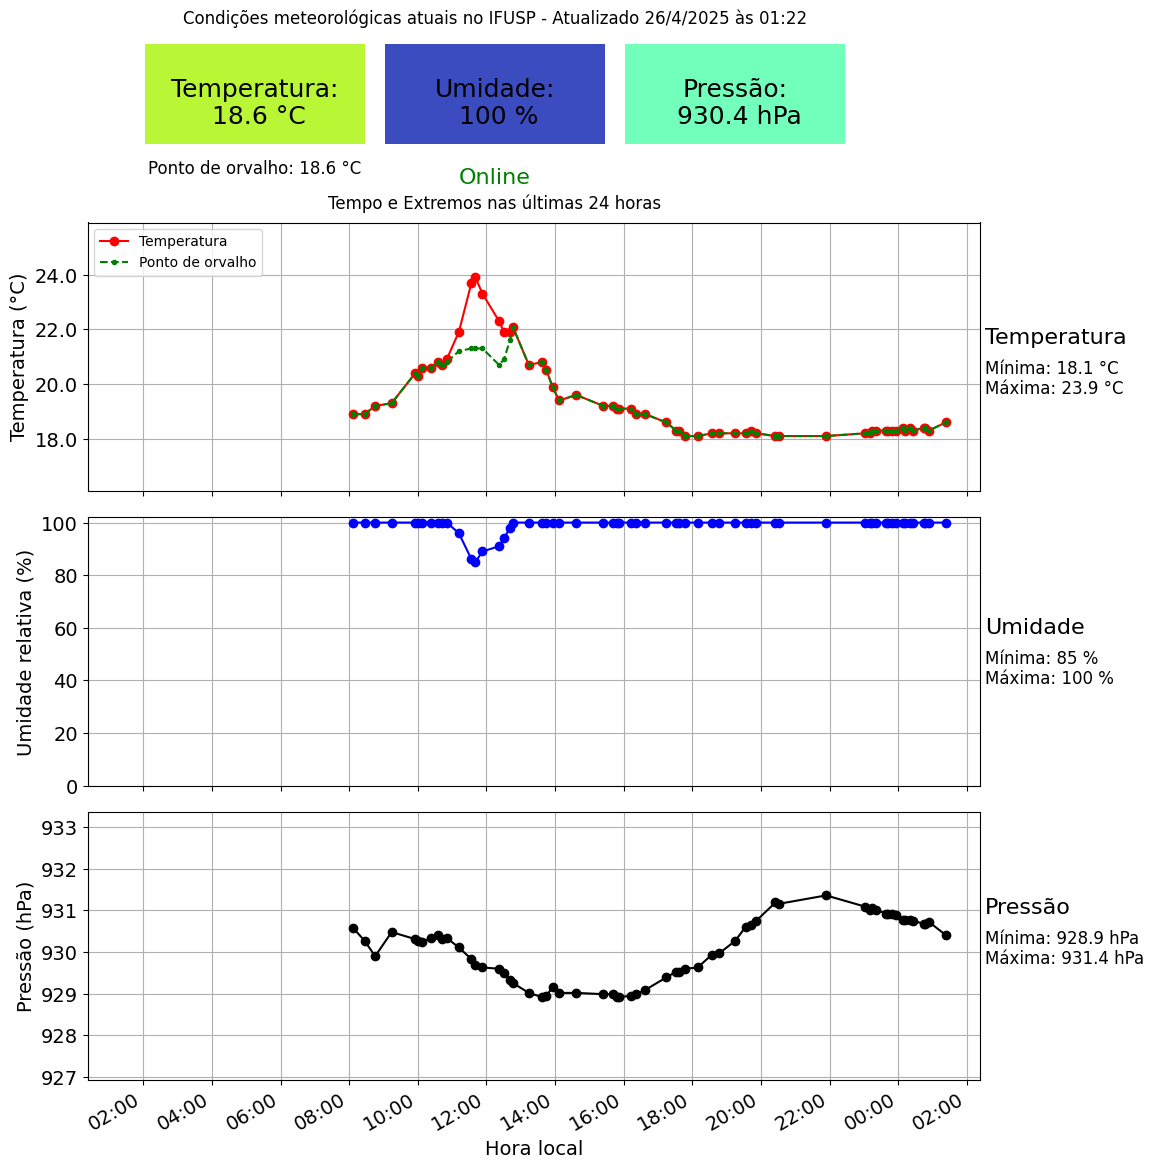 Condições meteorológicas atuais no IFUSP - Atualizado 26/4/2025 às 01:22
Temperatura:
18.6 °C
Umidade:
100 %
Pressão:
930.4 hPa
Ponto de orvalho: 18.6 °C
Online
Tempo e Extremos nas últimas 24 horas
Temperatura
Ponto de orvalho
Temperatura (°C)
24.0
22.0
20.0
18.0
Temperatura
Mínima: 18.1 °C
Máxima: 23.9 °C
Umidade relativa (%)
100
80
60
40
20
0
Umidade
Mínima: 85 %
Máxima: 100 %
Pressão (hPa)
933
932
931
930
929
928
927
Pressão
Mínima: 928.9 hPa
Máxima: 931.4 hPa
02:00 04:00 06:00 08:00 10:00 12:00 14:00 16:00 18:00 20:00 22:00 00:00 02:00
Hora local